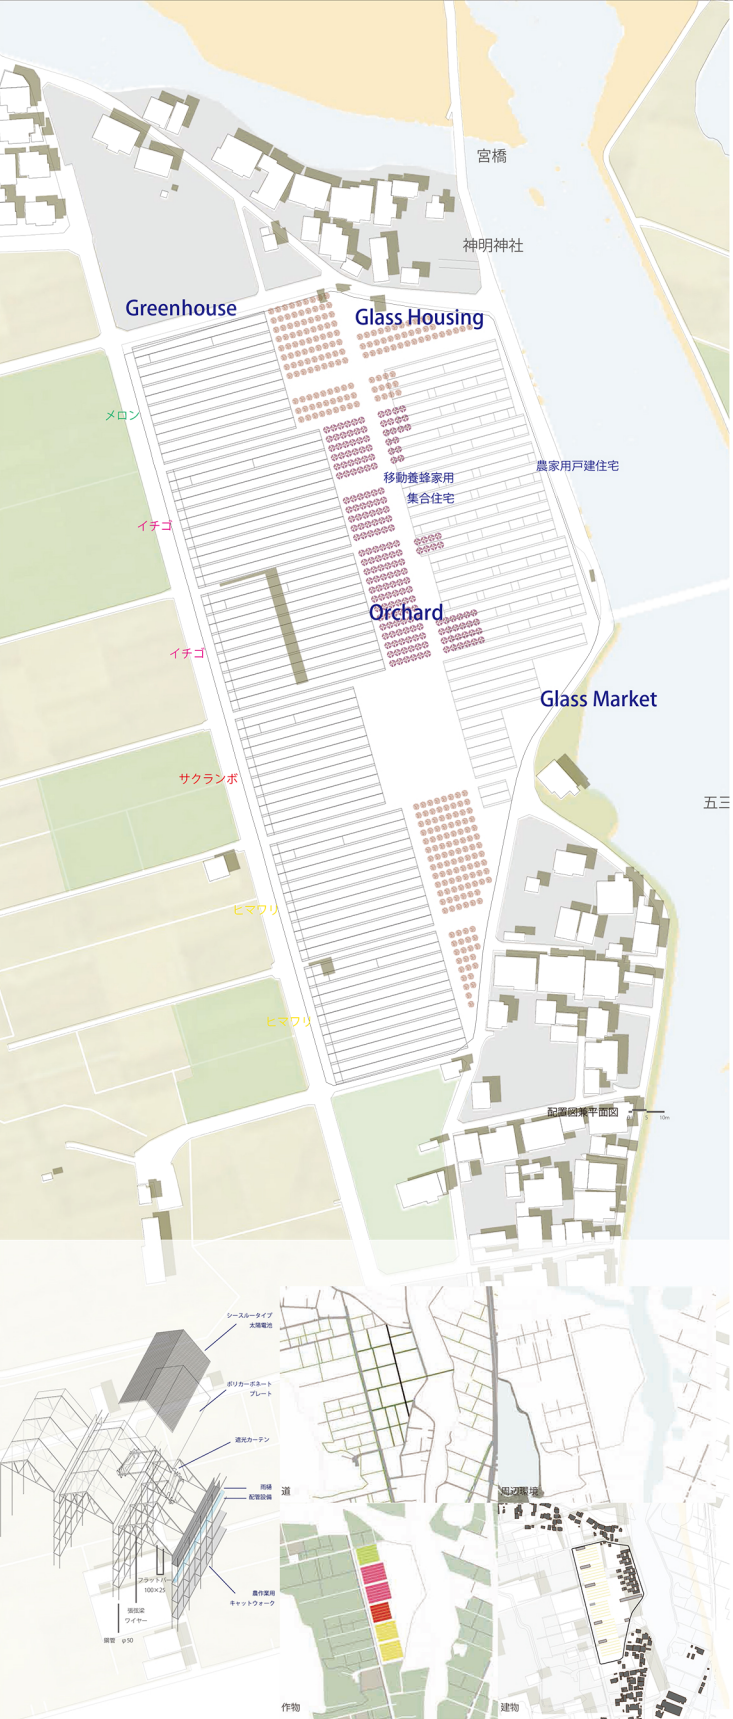 宮橋
神明神社
Greenhouse
Glass Housing
メロン
農家用戸建住宅
移動養蜂家用
集合住宅
イチゴ
Orchard
イチゴ
Glass Market
サクランボ
五三
ヒマワリ
ヒマワリ
配置図兼平面図
5
10m
シースルータイプ
太陽電池
ポリカーボネート
プレート
遮光カーテン
雨樋
配管設備
道
周辺環境
フラットバー
100×25
農作業用
キャットウォーク
張弦梁
ワイヤー
鋼管 φ50
作物
建物